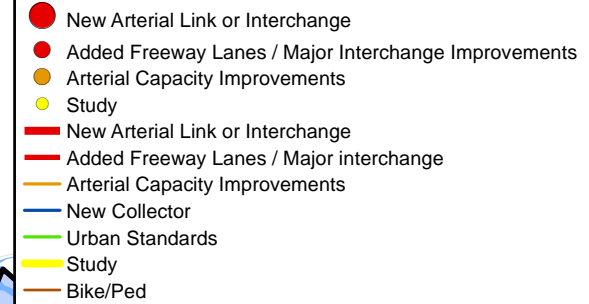 New Arterial Link or Interchange
Added Freeway Lanes / Major Interchange Improvements
Arterial Capacity Improvements
Study
New Arterial Link or Interchange
Added Freeway Lanes / Major interchange
Arterial Capacity Improvements
New Collector
Urban Standards
Study
Bike/Ped